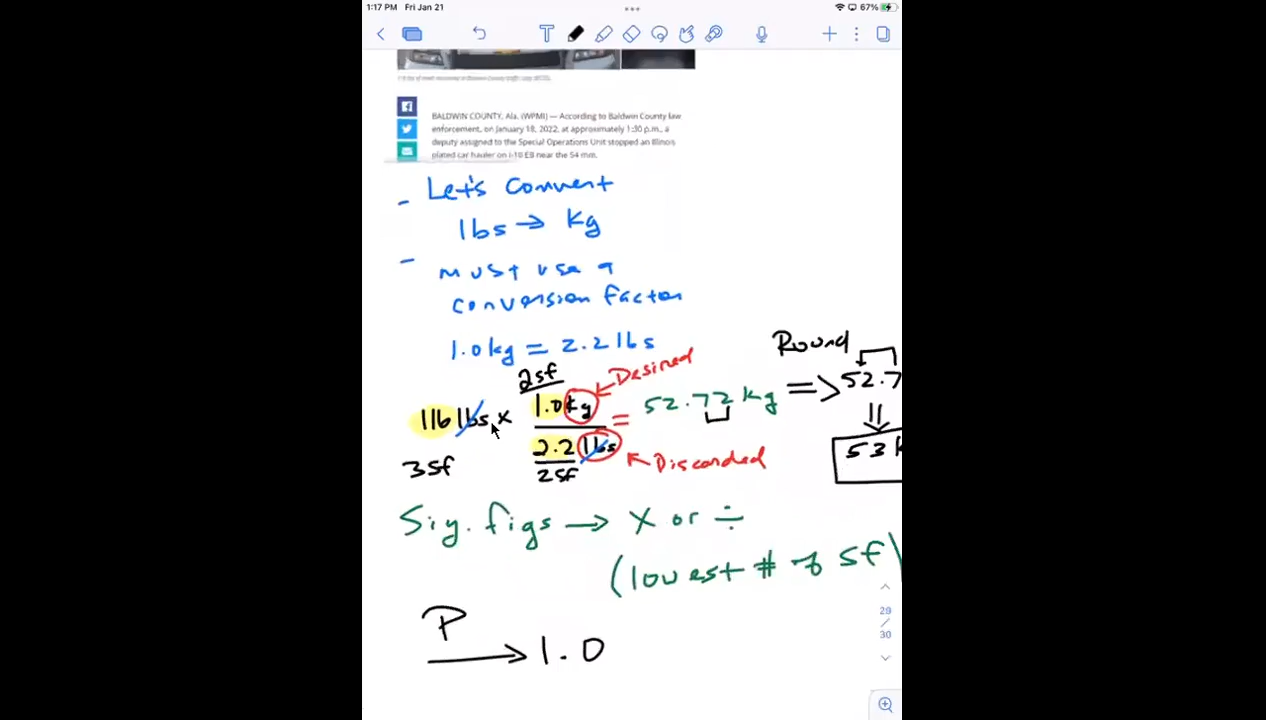 1:17 PM Fri Jan 21
67%
T
BALDWIN COUNTY, Ala. (WPMI) — According to Baldwin County law
enforcement, on January 18, 2022, at approximately 1:30 p.m., a
deputy assigned to the Special Operations Unit stopped an Illinois
plated car hauler on I-10 EB near the 54 mm.
- Let's Convert
lbs → kg
- must use a
conversion factor
1.0 kg = 2.2 lbs
Round
2sf
Desired
116 lbs x 1.0 kg = 52.72 kg => 52.7
2.2 lbs
Discarded
53 k
3sf
2sf
Sig. figs → x or ÷
(lowest # of sf)
P
→ 1.0
29
/
30